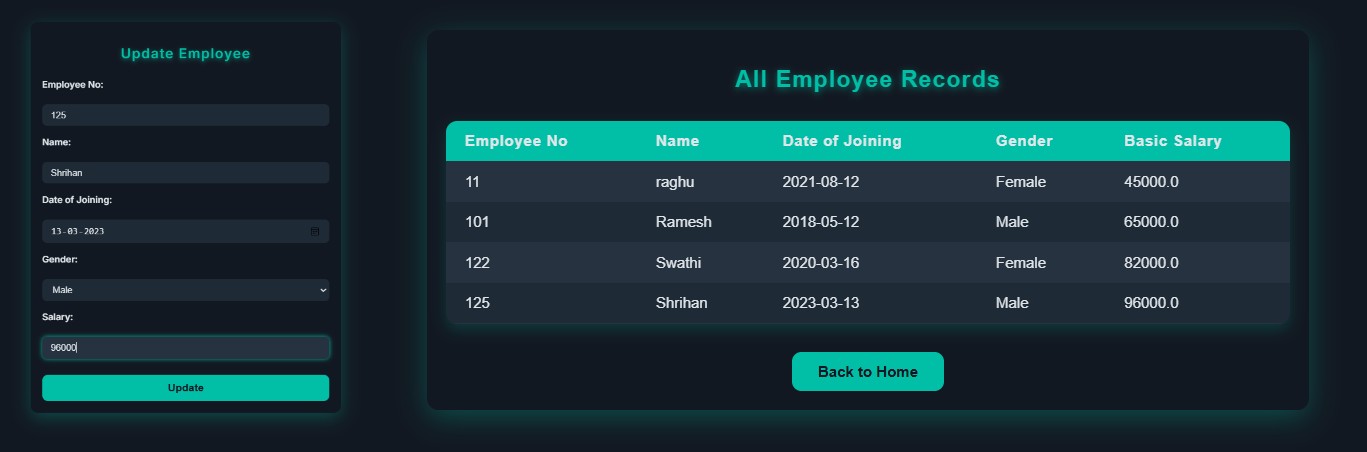 Update Employee
Employee No:
125
Name:
Shrihan
Date of Joining:
13-03-2023
Gender:
Male
Salary:
96000
Update
All Employee Records
Employee No Name Date of Joining Gender Basic Salary
11 raghu 2021-08-12 Female 45000.0
101 Ramesh 2018-05-12 Male 65000.0
122 Swathi 2020-03-16 Female 82000.0
125 Shrihan 2023-03-13 Male 96000.0
Back to Home